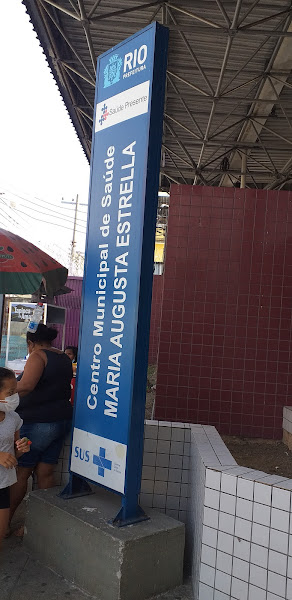 RIO
PREFEITURA
Saúde Presente
Centro Municipal de Saúde
MARIA AUGUSTA ESTRELLA
SUS